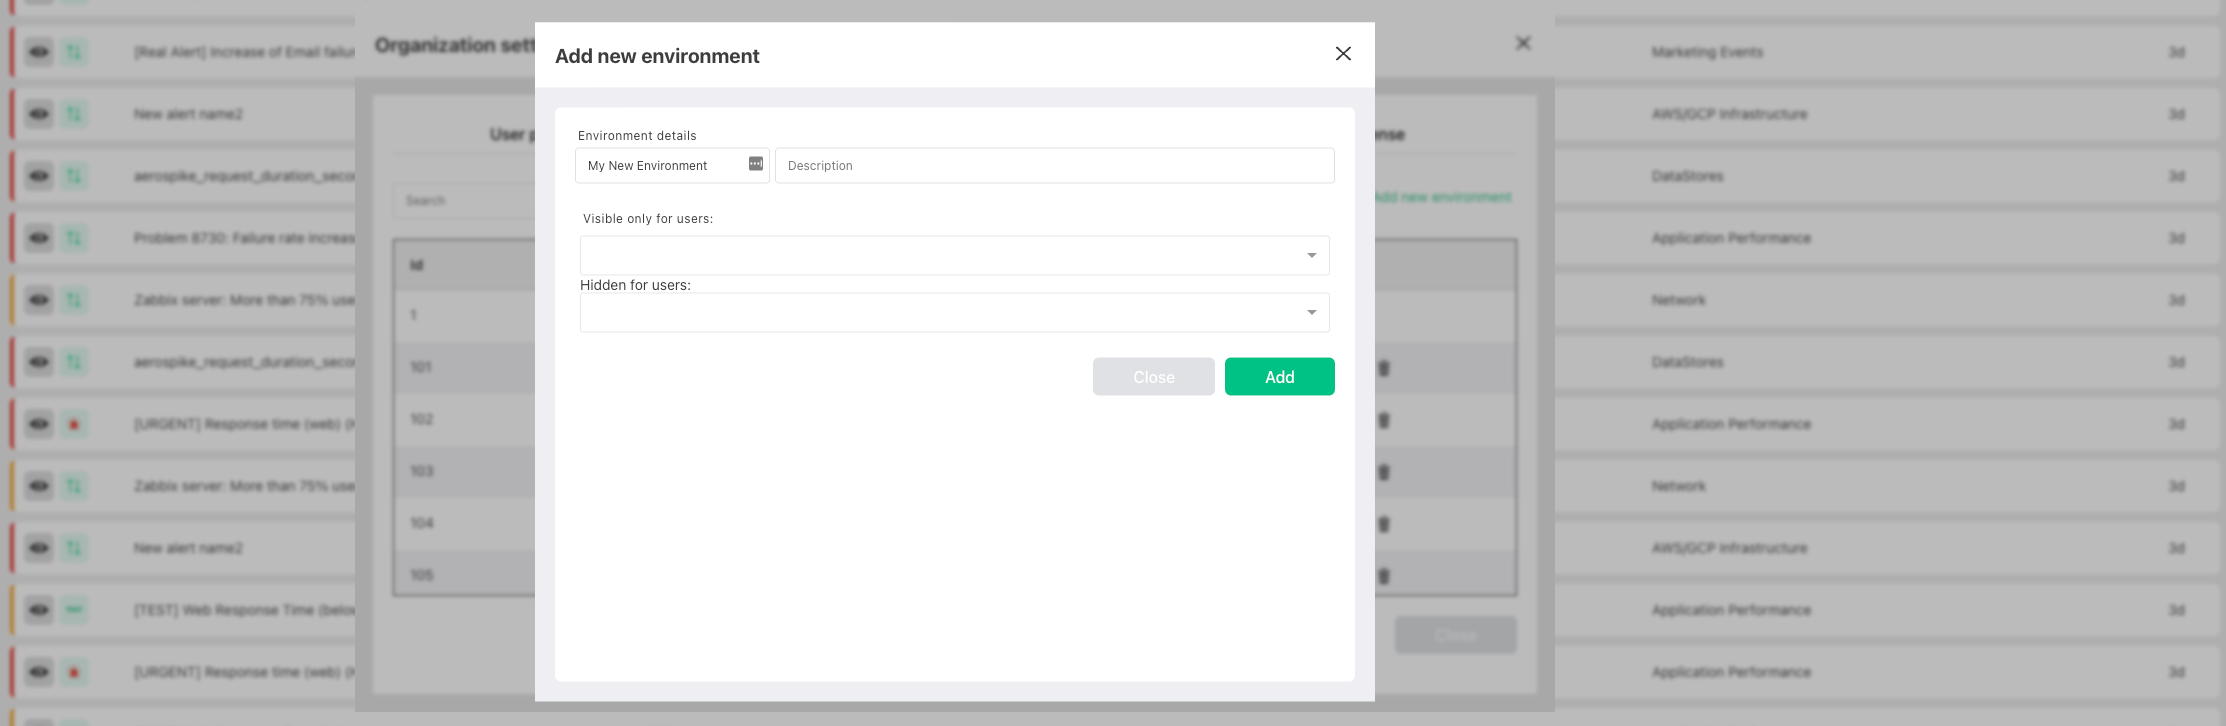 Organization sett
Add new environment
[Real Alert] Increase of Email failur
Marketing Events
3d
New alert name2
AWS/GCP Infrastructure
3d
User p
ense
Environment details
My New Environment
Description
aerospike_request_duration_secon
DataStores
3d
Search
Add new environment
Visible only for users:
Problem 8730: Failure rate increas
Application Performance
3d
Id
Hidden for users:
Zabbix server: More than 75% use
Network
3d
1
aerospike_request_duration_secon
DataStores
3d
101
Close
Add
102
[URGENT] Response time (web) (H
Application Performance
3d
103
Zabbix server: More than 75% use
Network
3d
104
New alert name2
AWS/GCP Infrastructure
3d
105
[TEST] Web Response Time (below
Application Performance
3d
Close
[URGENT] Response time (web) (H
Application Performance
3d